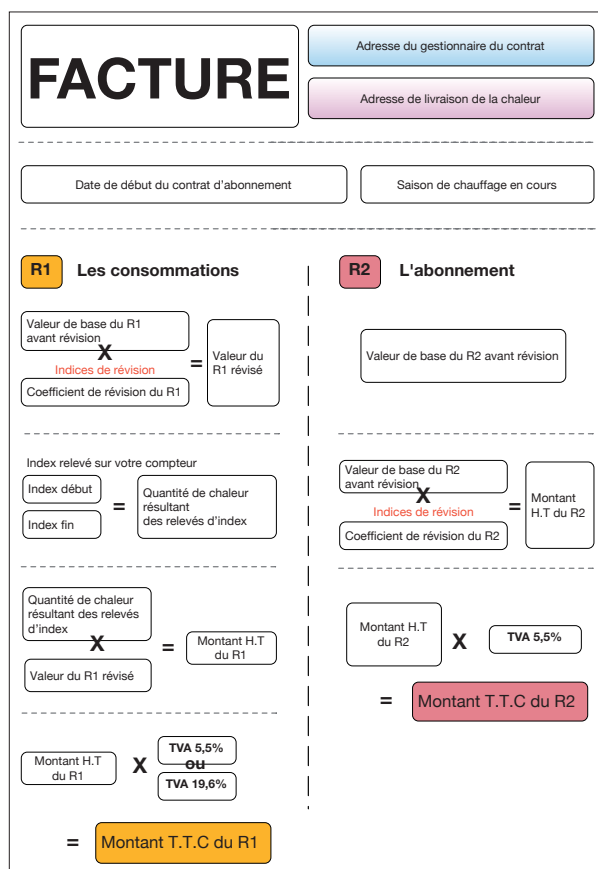 FACTURE
Adresse du gestionnaire du contrat
Adresse de livraison de la chaleur
Date de début du contrat d'abonnement
Saison de chauffage en cours
R1
Les consommations
Valeur de base du R1
avant révision
X
Indices de révision
Coefficient de révision du R1
=
Valeur du
R1 révisé
Index relevé sur votre compteur
Index début
Index fin
=
Quantité de chaleur
résultant
des relevés d'index
Quantité de chaleur
résultant des relevés
d'index
X
Valeur du R1 révisé
=
Montant H.T
du R1
Montant H.T
du R1
X
TVA 5,5%
ou
TVA 19,6%
=
Montant T.T.C du R1
R2
L'abonnement
Valeur de base du R2 avant révision
Valeur de base du R2
avant révision
X
Indices de révision
Coefficient de révision du R2
=
Montant
H.T du R2
Montant H.T
du R2
X
TVA 5,5%
=
Montant T.T.C du R2